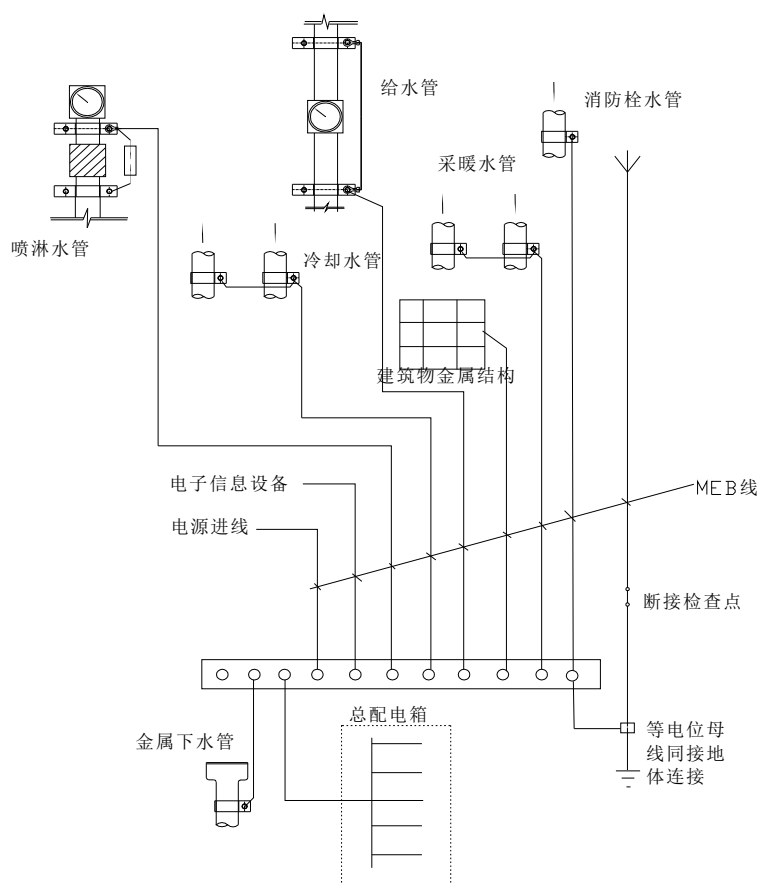 给水管
消防栓水管
采暖水管
喷淋水管
冷却水管
建筑物金属结构
电子信息设备
MEB线
电源进线
断接检查点
总配电箱
金属下水管
等电位母
线同接地
体连接